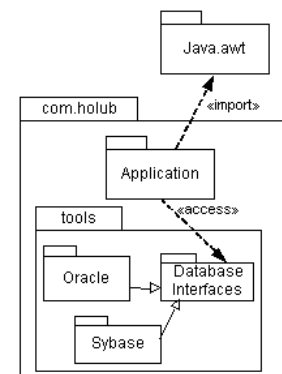 Java.awt
com.holub
«import»
Application
«access»
tools
Oracle
Database
Interfaces
Sybase